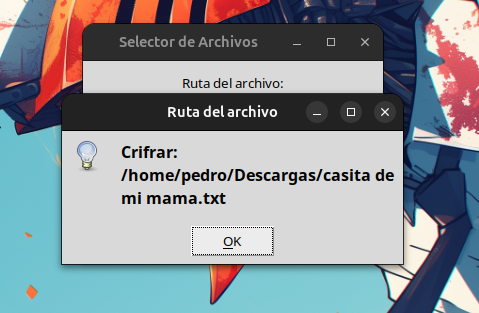 Selector de Archivos
Ruta del archivo:
Ruta del archivo
Crifrar:
/home/pedro/Descargas/casita de
mi mama.txt
OK